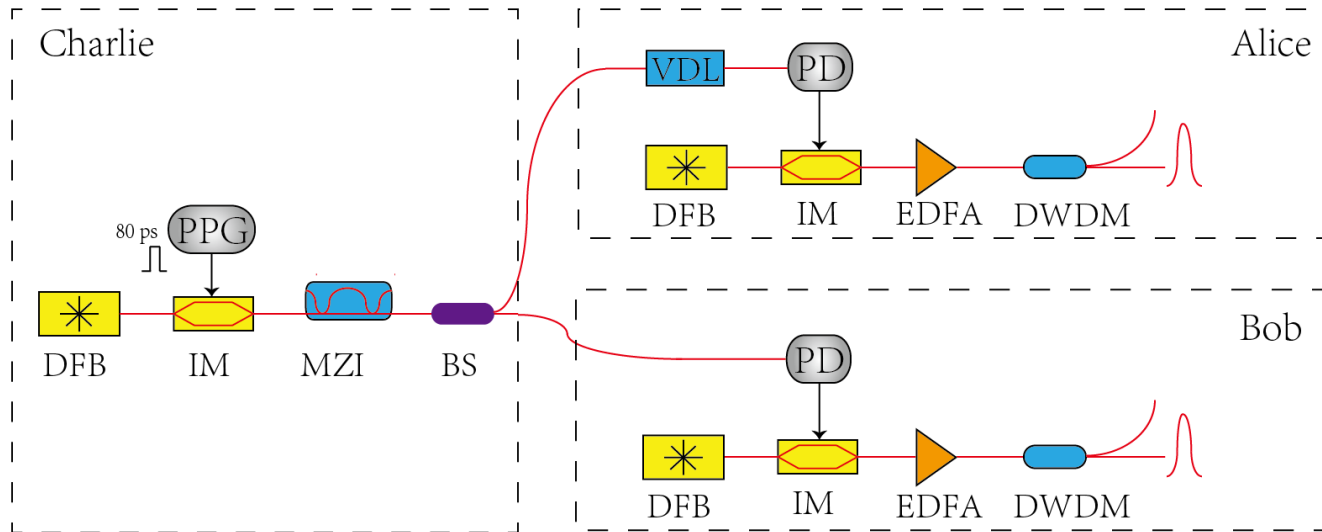 Charlie
80 ps
PPG
DFB
IM
MZI
BS
Alice
VDL
PD
DFB
IM
EDFA
DWDM
Bob
PD
DFB
IM
EDFA
DWDM